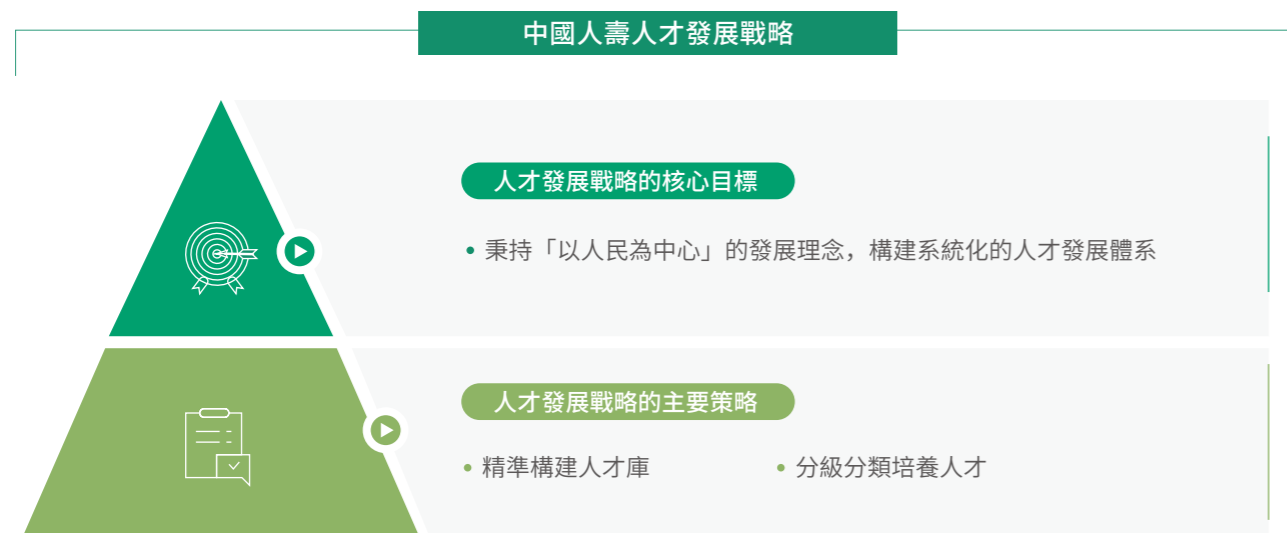 中國人壽人才發展戰略
人才發展戰略的核心目標
• 秉持「以人民為中心」的發展理念，構建系統化的人才發展體系
人才發展戰略的主要策略
• 精準構建人才庫
• 分級分類培養人才